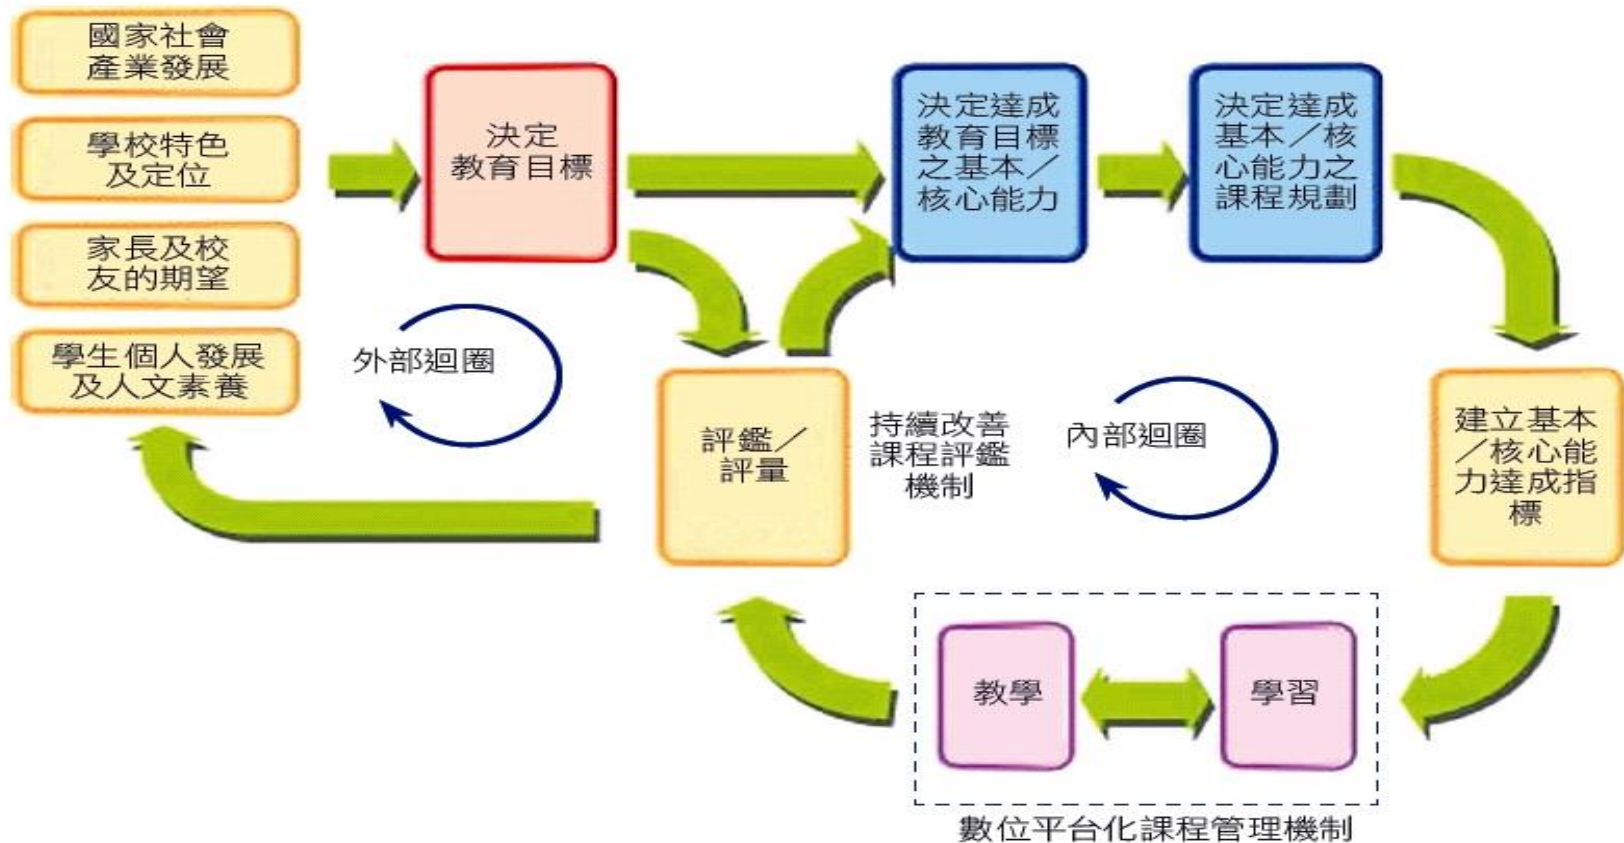 國家社會
產業發展
學校特色
及定位
家長及校
友的期望
學生個人發展
及人文素養
決定
教育目標
決定達成
教育目標
之基本／
核心能力
決定達成
基本／核
心能力之
課程規劃
外部迴圈
評鑑／
評量
持續改善
課程評鑑
機制
內部迴圈
建立基本
／核心能
力達成指
標
教學
學習
數位平台化課程管理機制